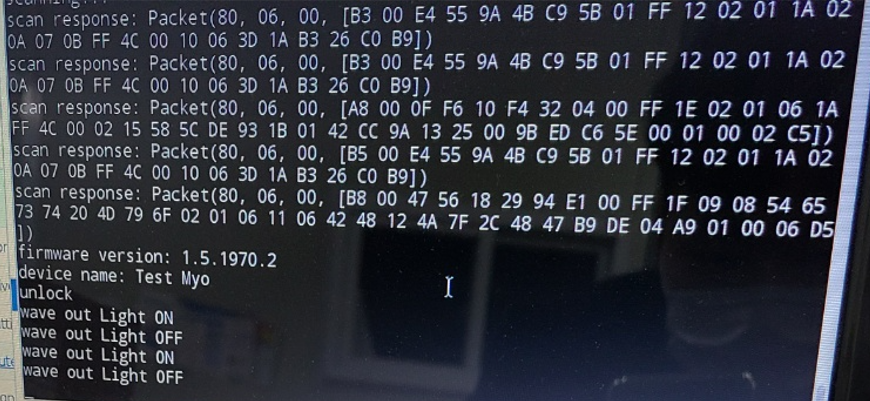 scan response: Packet(80, 06, 00, [B3 00 E4 55 9A 4B C9 5B 01 FF 12 02 01 1A 02
0A 07 0B FF 4C 00 10 06 3D 1A B3 26 C0 B9])
scan response: Packet(80, 06, 00, [B3 00 E4 55 9A 4B C9 5B 01 FF 12 02 01 1A 02
0A 07 0B FF 4C 00 10 06 3D 1A B3 26 C0 B9])
scan response: Packet(80, 06, 00, [A8 00 0F F6 10 F4 32 04 00 FF 1E 02 01 06 1A
FF 4C 00 02 15 58 5C DE 93 1B 01 42 CC 9A 13 25 00 9B ED C6 5E 00 01 00 02 C5])
scan response: Packet(80, 06, 00, [B5 00 E4 55 9A 4B C9 5B 01 FF 12 02 01 1A 02
0A 07 0B FF 4C 00 10 06 3D 1A B3 26 C0 B9])
scan response: Packet(80, 06, 00, [B8 00 47 56 18 29 94 E1 00 FF 1F 09 08 54 65
73 74 20 4D 79 6F 02 01 06 11 06 42 48 12 4A 7F 2C 48 47 B9 DE 04 A9 01 00 06 D5
])
firmware version: 1.5.1970.2
device name: Test Myo
unlock
wave out Light ON
wave out Light OFF
wave out Light ON
wave out Light OFF